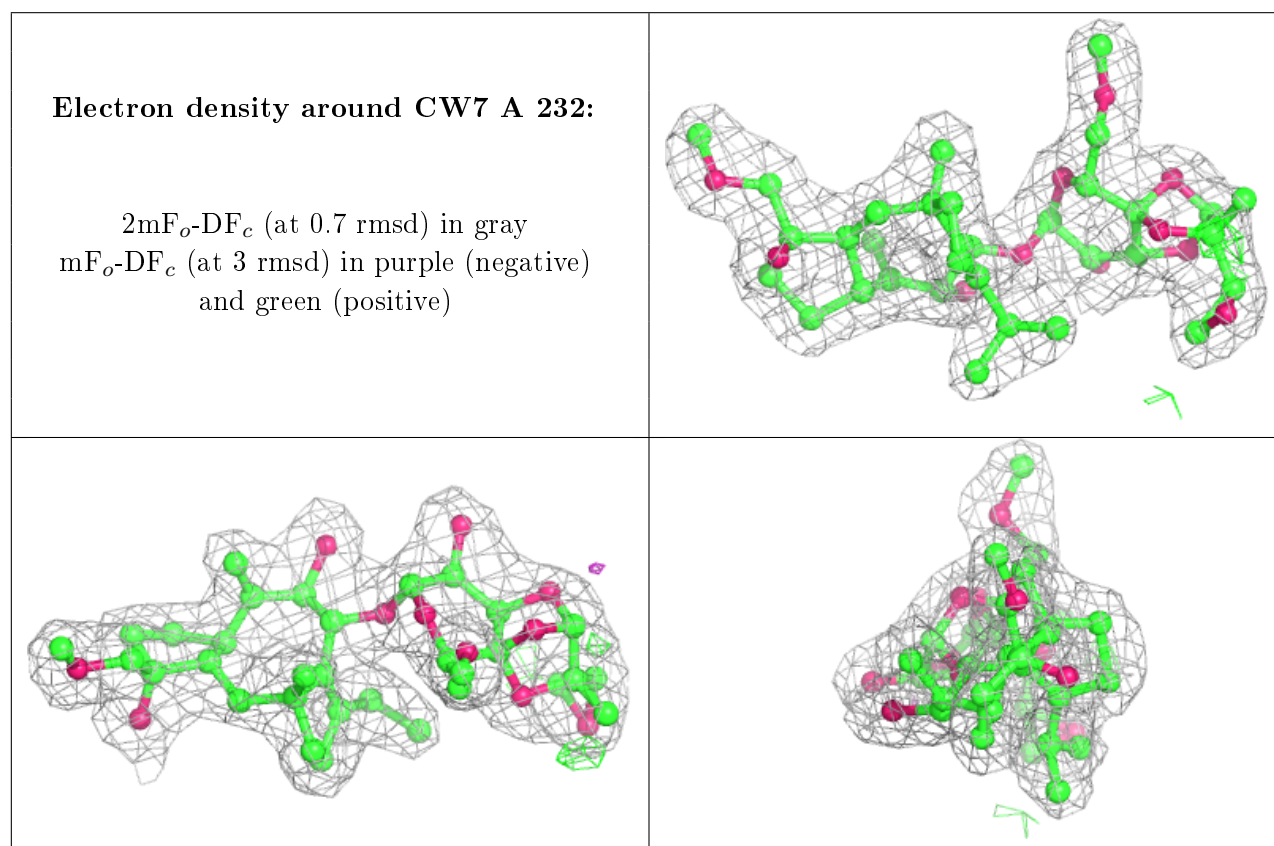 Electron density around CW7 A 232:
2mFo-DFc (at 0.7 rmsd) in gray
mFo-DFc (at 3 rmsd) in purple (negative)
and green (positive)